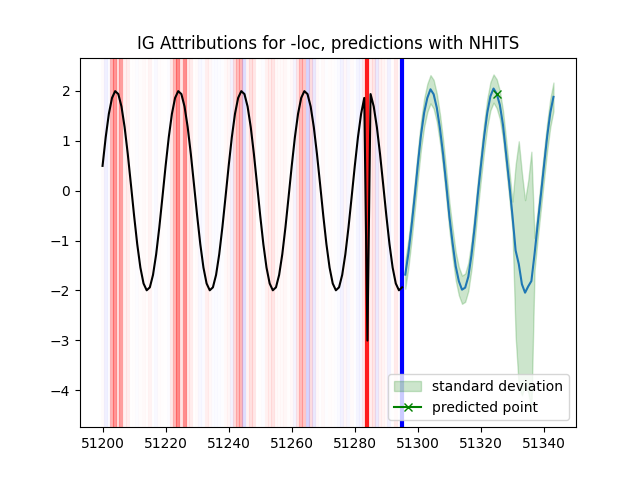 IG Attributions for -loc, predictions with NHITS
2
1
0
−1
−2
−3
−4
standard deviation
predicted point
51200 51220 51240 51260 51280 51300 51320 51340